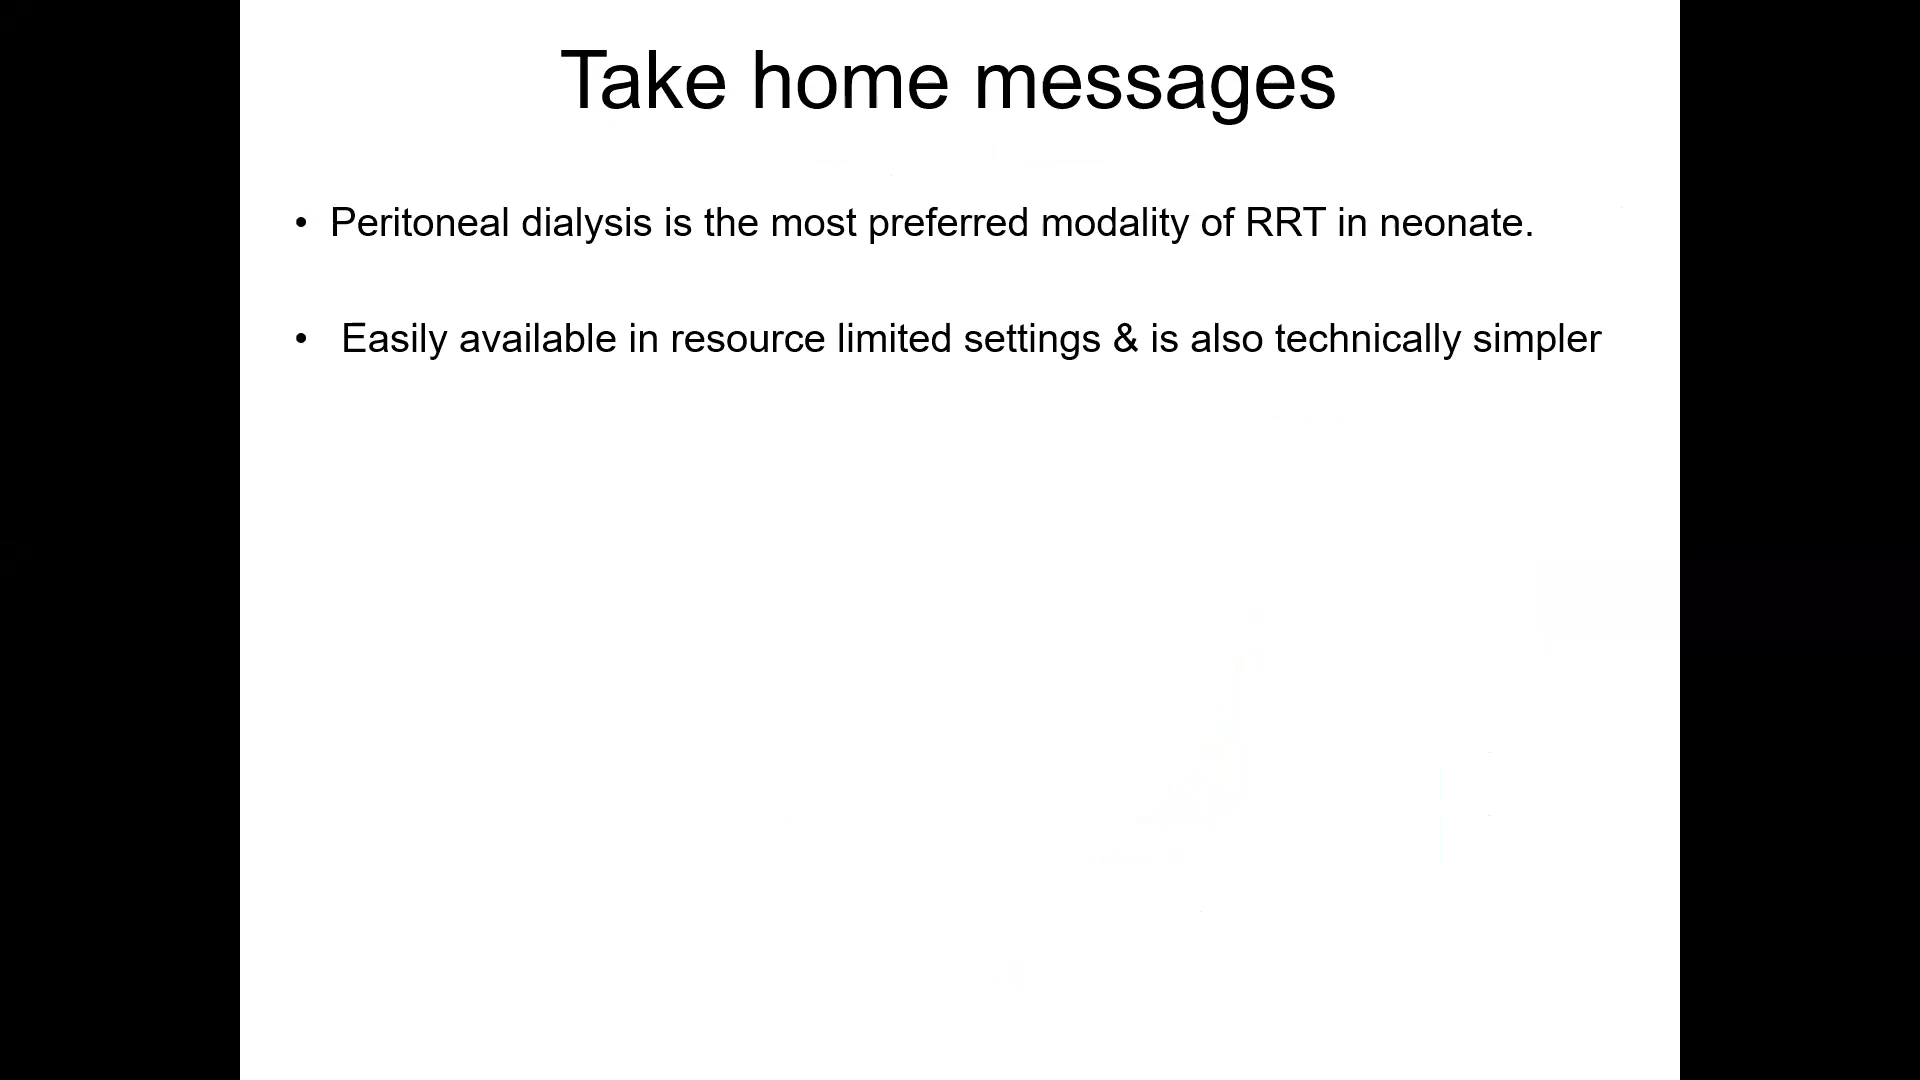 Take home messages
• Peritoneal dialysis is the most preferred modality of RRT in neonate.
• Easily available in resource limited settings & is also technically simpler